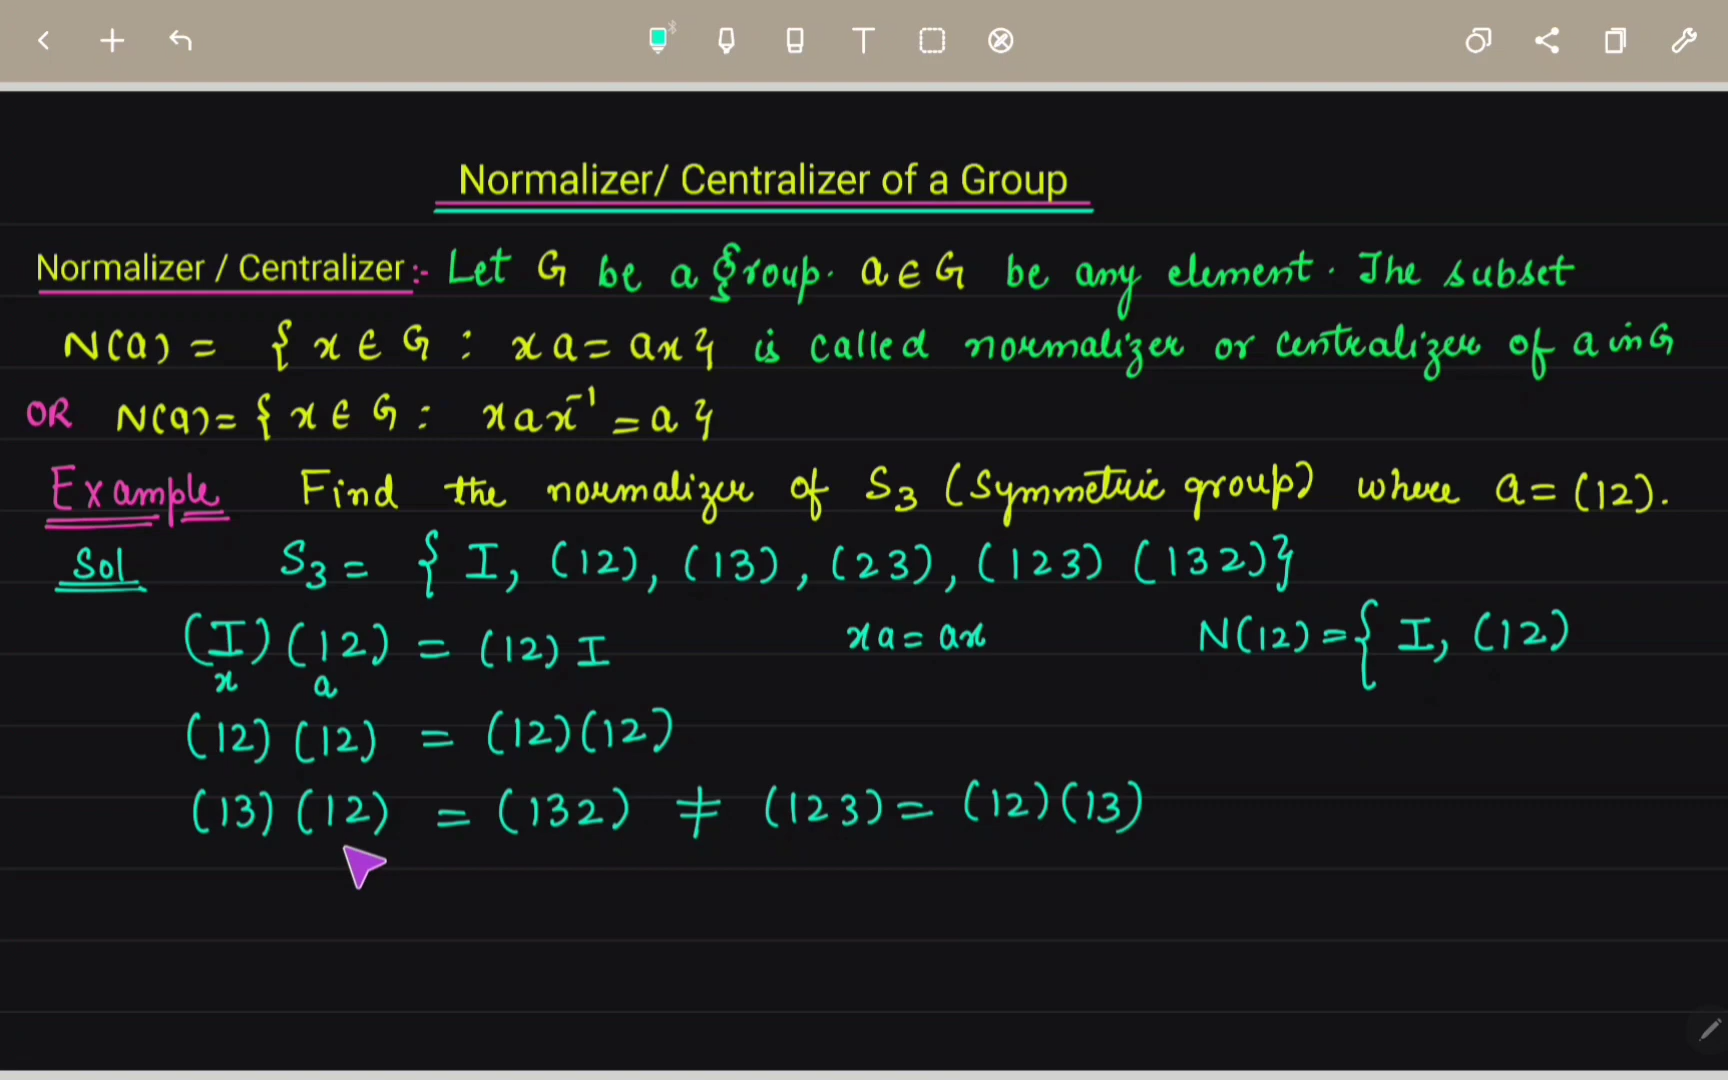 Normalizer/ Centralizer of a Group
Normalizer / Centralizer :- Let G be a group. a ∈ G be any element. The subset
N(a) = { x ∈ G : xa = ax } is called normalizer or centralizer of a in G
OR N(a) = { x ∈ G : xax⁻¹ = a }
Example Find the normalizer of S₃ (Symmetric group) where a = (12).
Sol S₃ = { I, (12), (13), (23), (123) (132)}
(I) (12) = (12) I xa = ax N(12) = { I, (12)
x a
(12) (12) = (12)(12)
(13) (12) = (132) ≠ (123) = (12)(13)